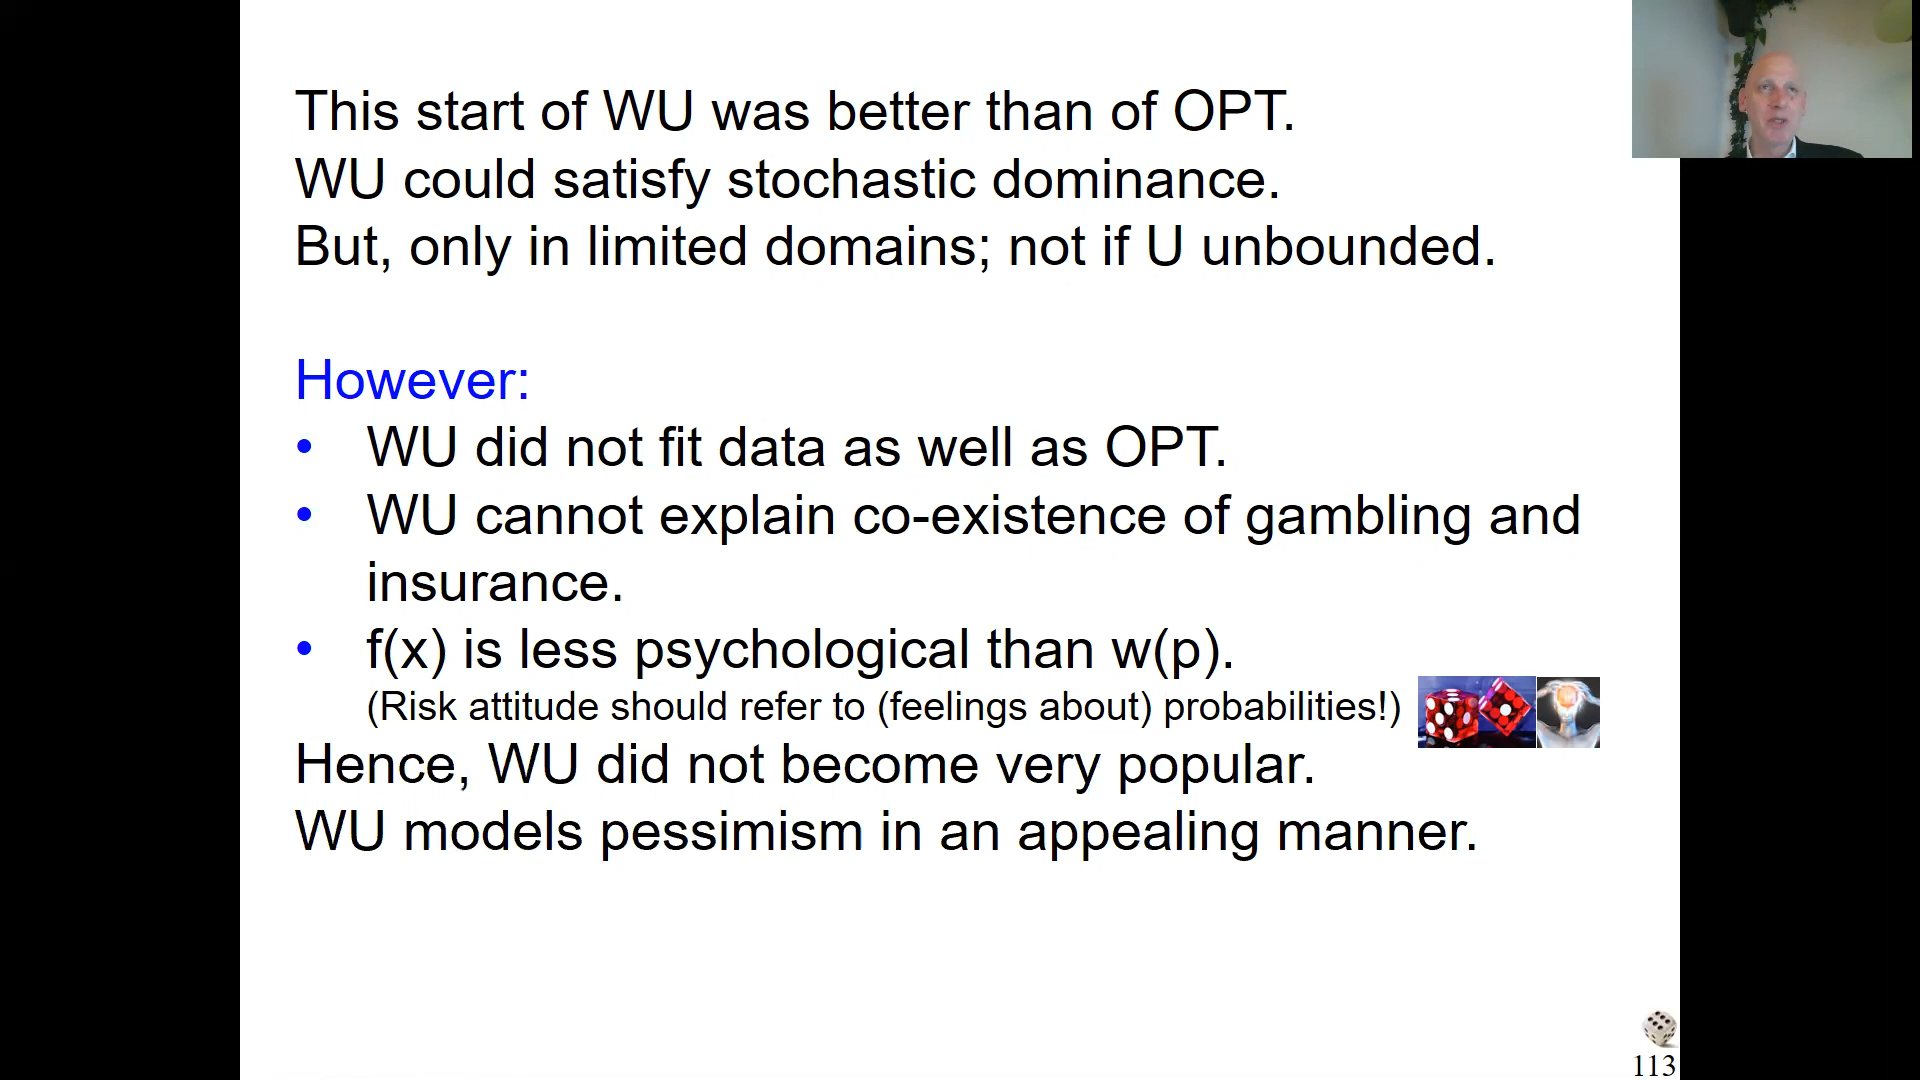 This start of WU was better than of OPT.
WU could satisfy stochastic dominance.
But, only in limited domains; not if U unbounded.
However:
• WU did not fit data as well as OPT.
• WU cannot explain co-existence of gambling and
insurance.
• f(x) is less psychological than w(p).
(Risk attitude should refer to (feelings about) probabilities!)
Hence, WU did not become very popular.
WU models pessimism in an appealing manner.
113